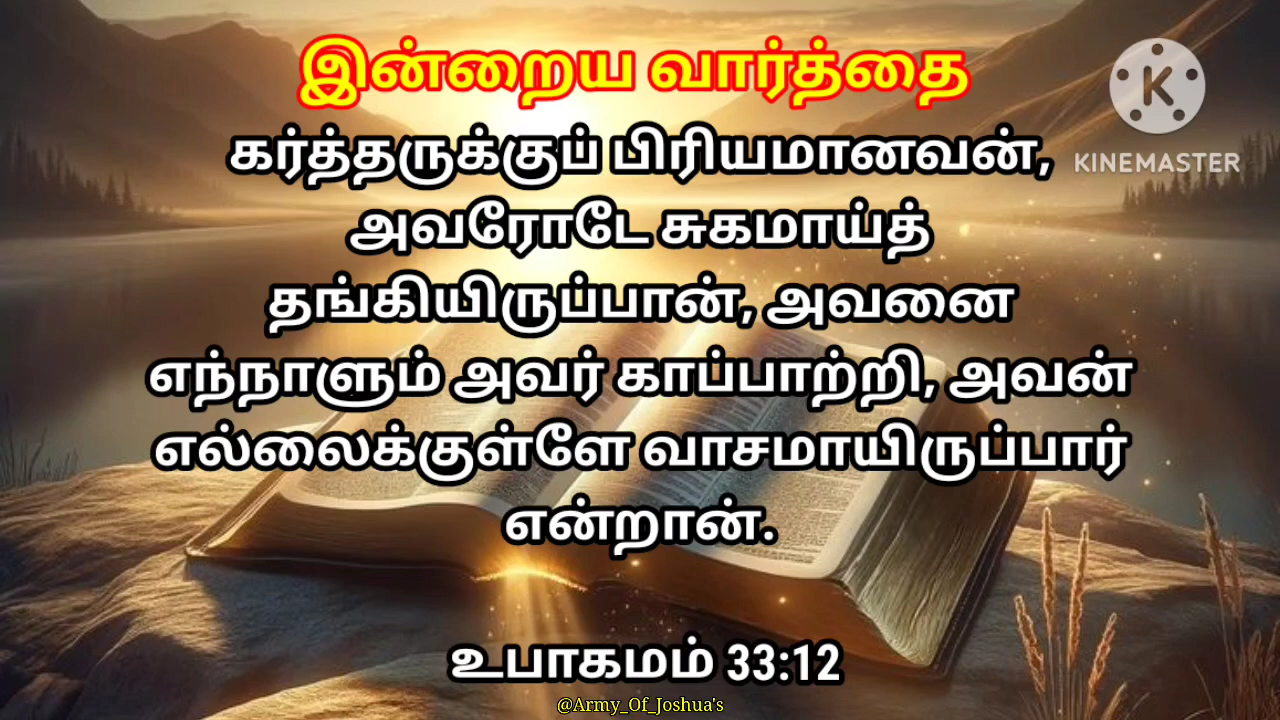 இன்றைய வார்த்தை
கர்த்தருக்குப் பிரியமானவன்,
அவரோடே சுகமாய்த்
தங்கியிருப்பான், அவனை
எந்நாளும் அவர் காப்பாற்றி, அவன்
எல்லைக்குள்ளே வாசமாயிருப்பார்
என்றான்.
உபாகமம் 33:12
@Army_Of_Joshua's
K
KINEMASTER